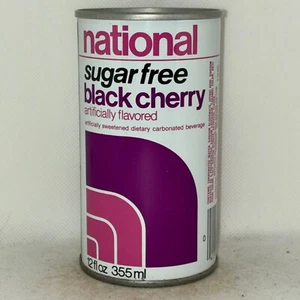 national
sugar free
black cherry
artificially flavored
artificially sweetened dietary carbonated beverage
12 fl oz 355 ml